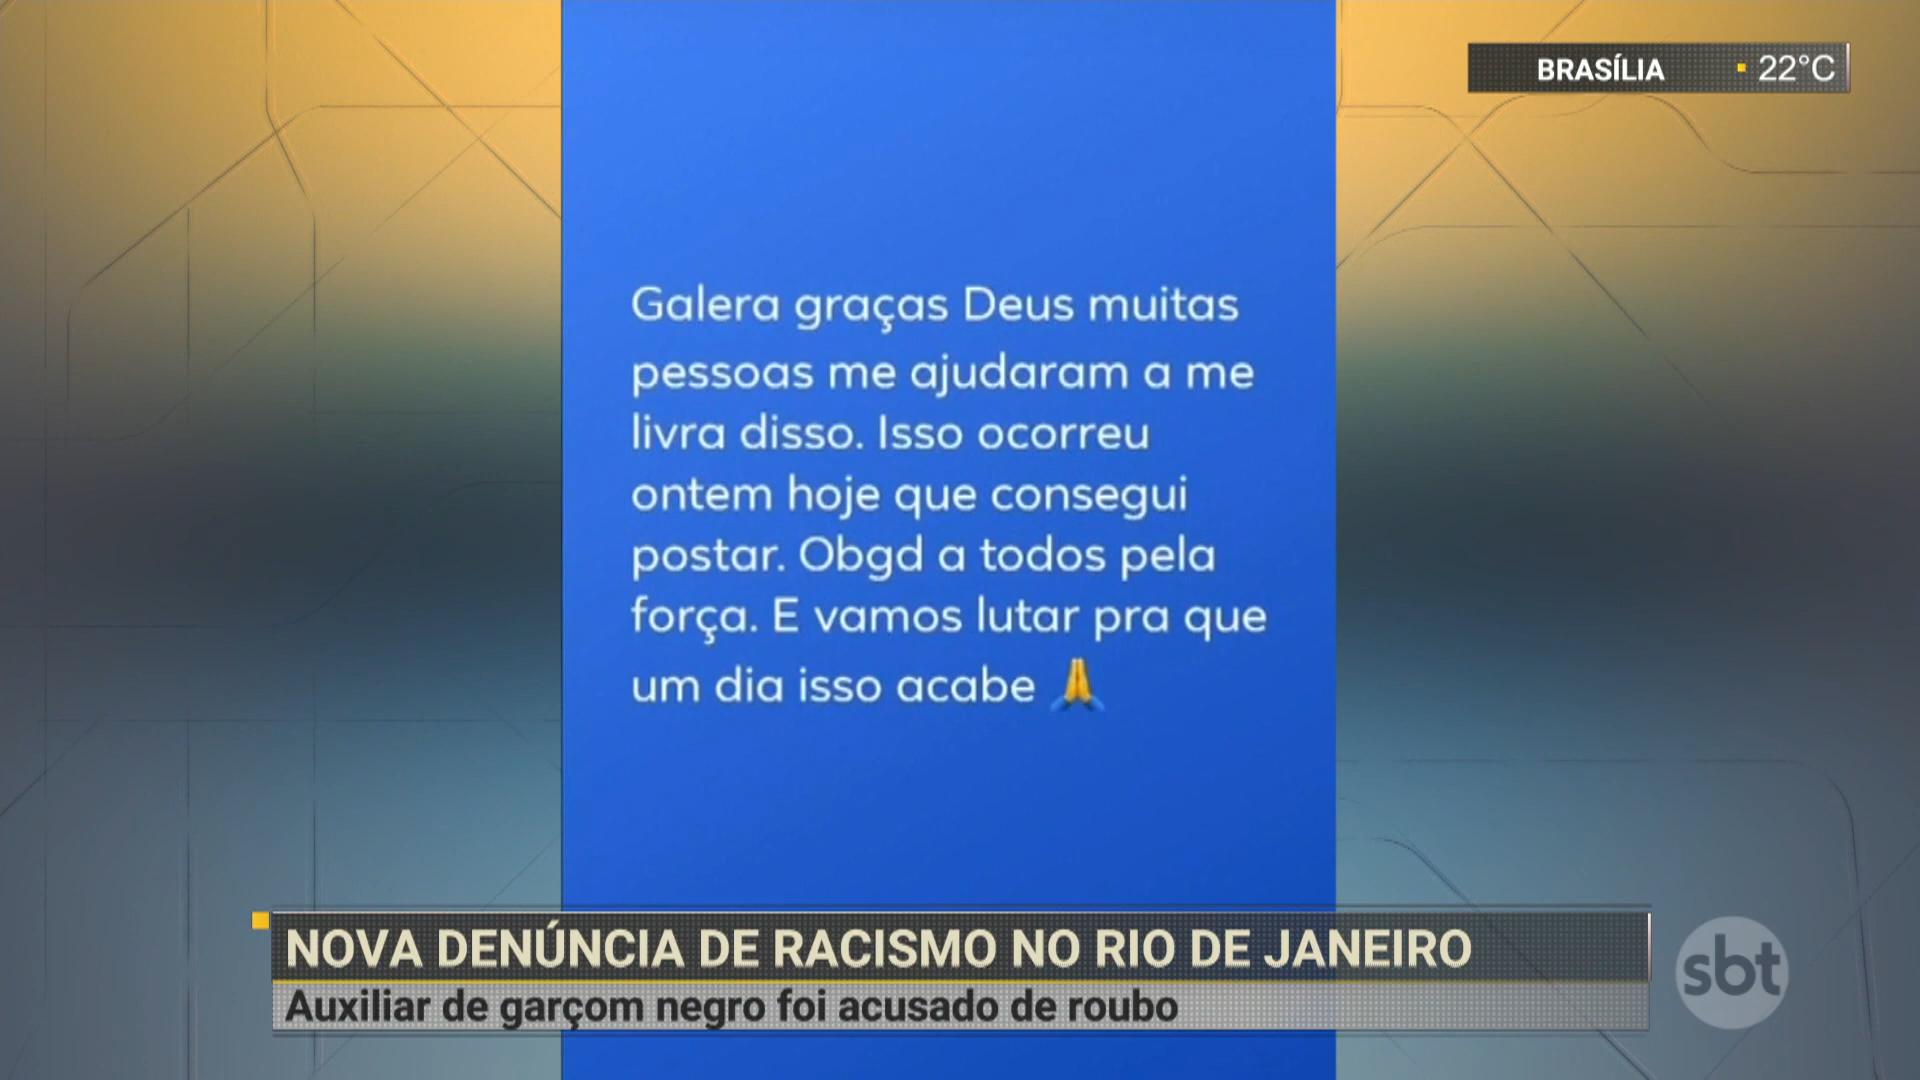 BRASÍLIA 22°C
Galera graças Deus muitas
pessoas me ajudaram a me
livra disso. Isso ocorreu
ontem hoje que consegui
postar. Obgd a todos pela
força. E vamos lutar pra que
um dia isso acabe 🙏
NOVA DENÚNCIA DE RACISMO NO RIO DE JANEIRO
Auxiliar de garçom negro foi acusado de roubo
sbt